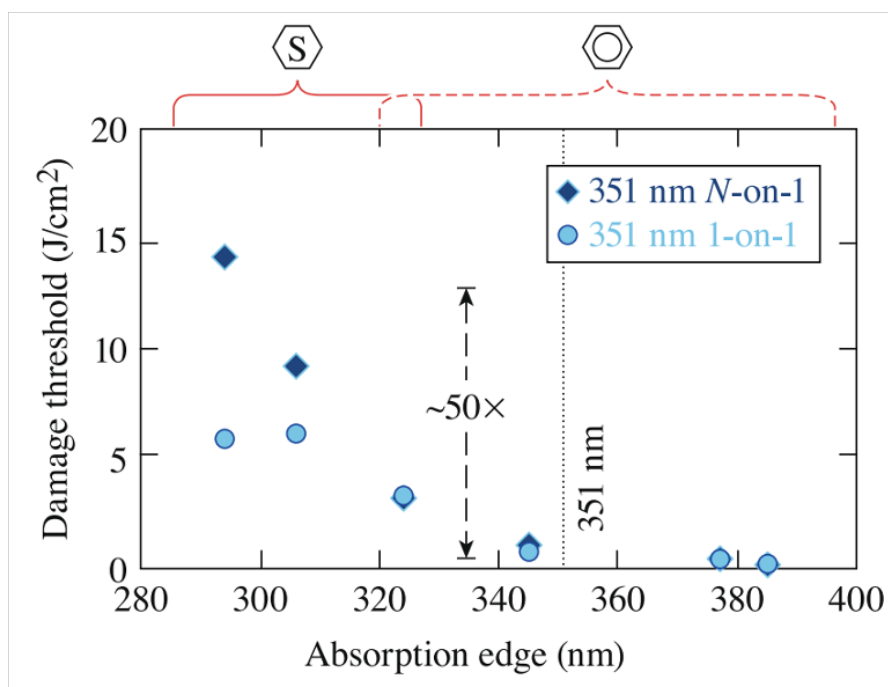 S
20
15
10
5
0
Damage threshold (J/cm²)
351 nm N-on-1
351 nm 1-on-1
~50×
351 nm
280 300 320 340 360 380 400
Absorption edge (nm)